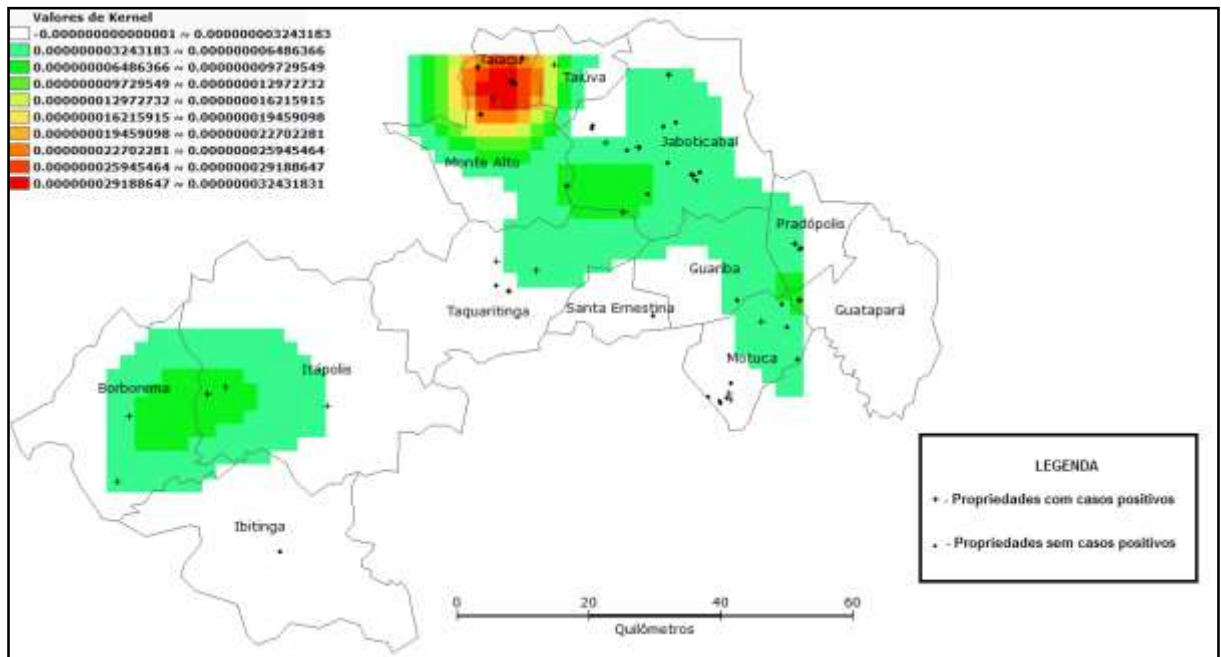 Valores de Kernel
-0.000000000000001 ~ 0.000000003243183
0.000000003243183 ~ 0.000000006486366
0.000000006486366 ~ 0.000000009729549
0.000000009729549 ~ 0.000000012972732
0.000000012972732 ~ 0.000000016215915
0.000000016215915 ~ 0.000000019459098
0.000000019459098 ~ 0.000000022702281
0.000000022702281 ~ 0.000000025945464
0.000000025945464 ~ 0.000000029188647
0.000000029188647 ~ 0.000000032431831
Taiaçu
Taiúva
Jaboticabal
Monte Alto
Pradópolis
Guariba
Taquaritinga
Santa Ernestina
Guatapará
Motuca
Itápolis
Borborema
Ibitinga
LEGENDA
+ - Propriedades com casos positivos
. - Propriedades sem casos positivos
0 20 40 60
Quilômetros